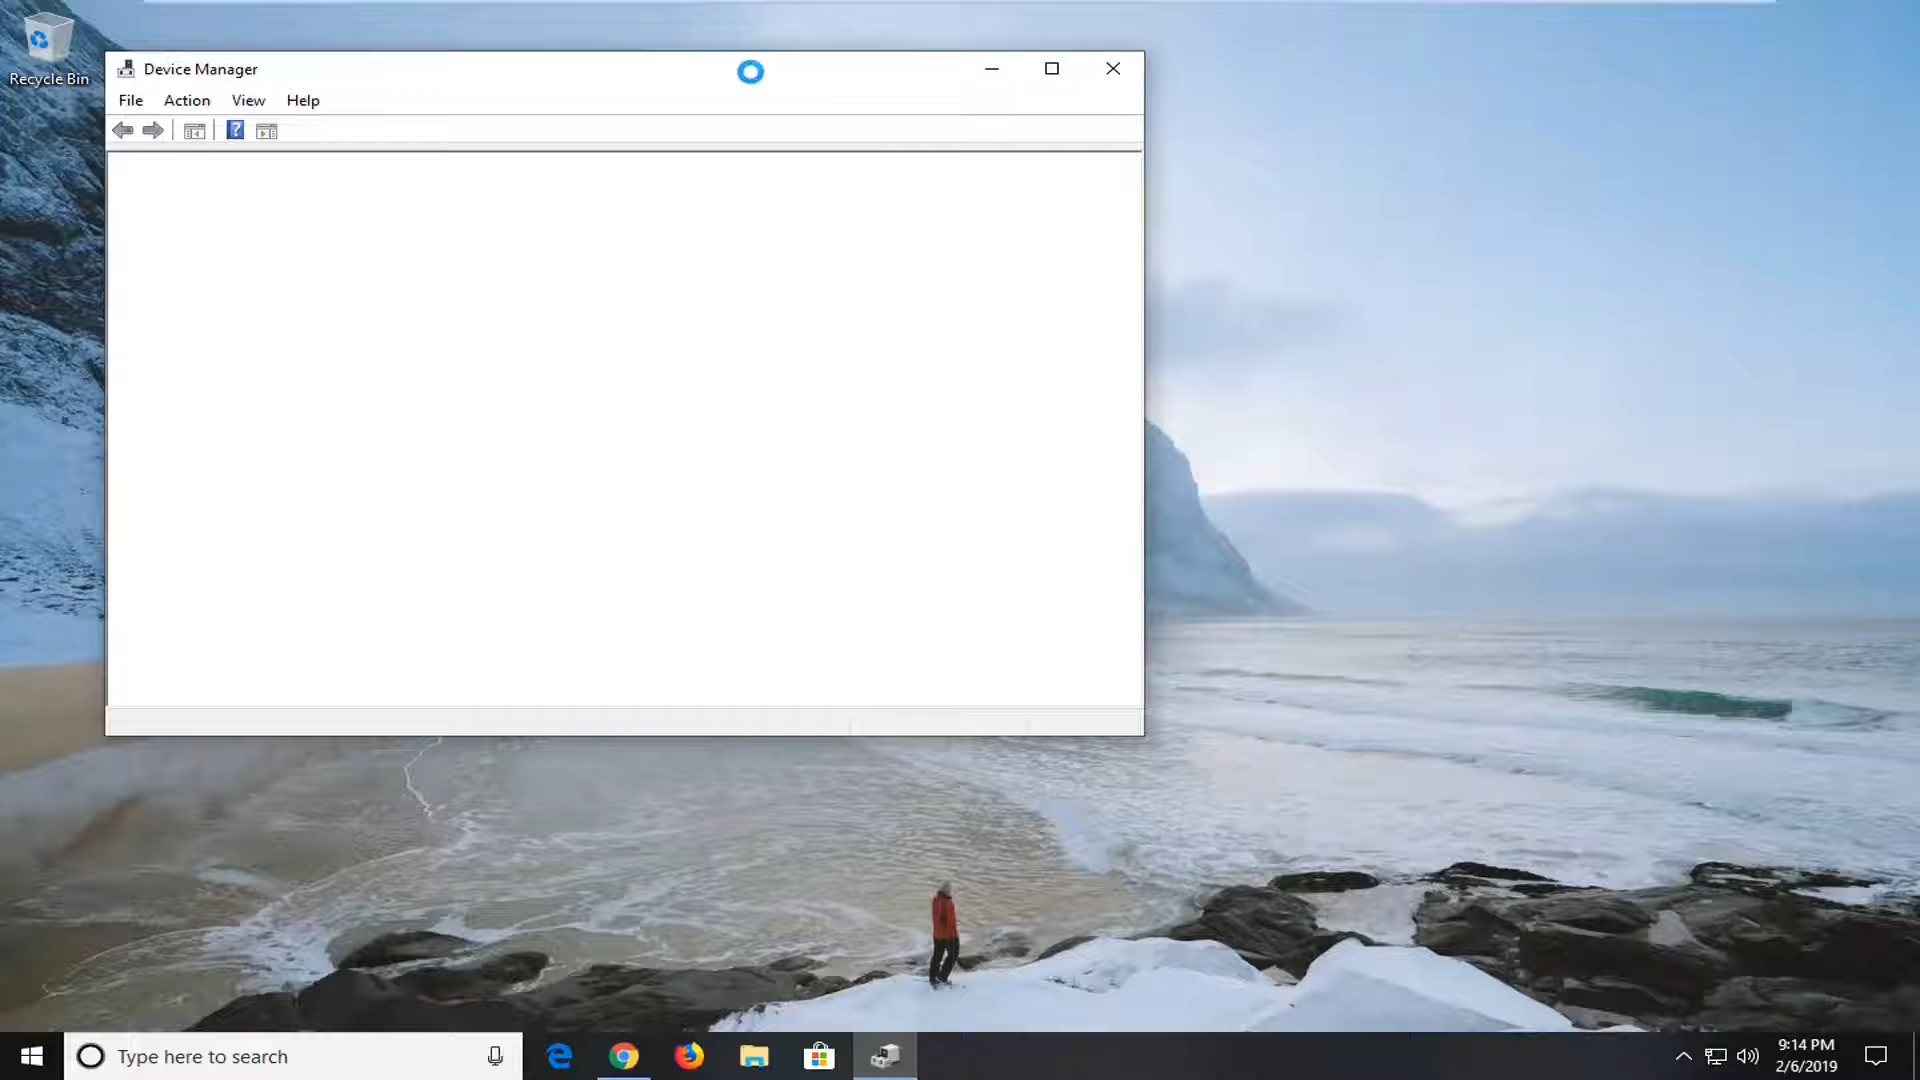 Recycle Bin
Device Manager
File Action View Help
?
Type here to search
9:14 PM
2/6/2019